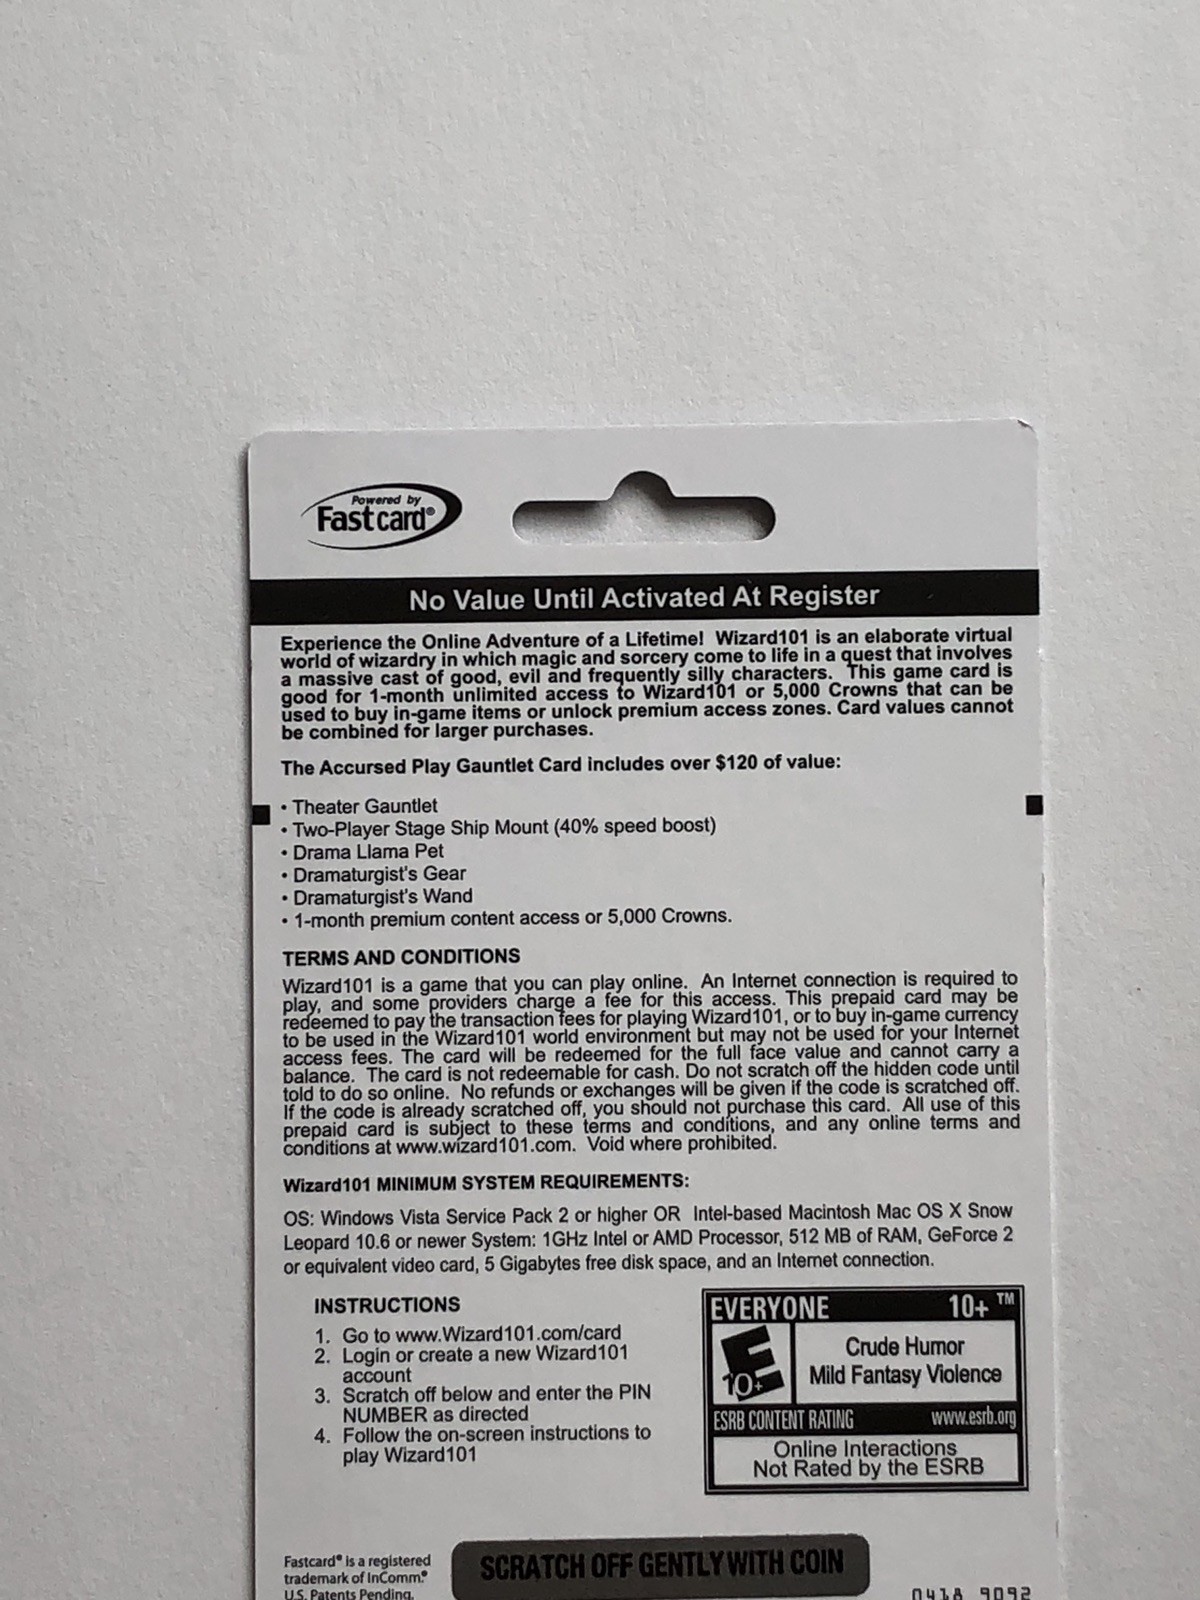 Powered by
Fastcard®
No Value Until Activated At Register
Experience the Online Adventure of a Lifetime! Wizard101 is an elaborate virtual
world of wizardry in which magic and sorcery come to life in a quest that involves
a massive cast of good, evil and frequently silly characters. This game card is
good for 1-month unlimited access to Wizard101 or 5,000 Crowns that can be
used to buy in-game items or unlock premium access zones. Card values cannot
be combined for larger purchases.
The Accursed Play Gauntlet Card includes over $120 of value:
• Theater Gauntlet
• Two-Player Stage Ship Mount (40% speed boost)
• Drama Llama Pet
• Dramaturgist's Gear
• Dramaturgist's Wand
• 1-month premium content access or 5,000 Crowns.
TERMS AND CONDITIONS
Wizard101 is a game that you can play online. An Internet connection is required to
play, and some providers charge a fee for this access. This prepaid card may be
redeemed to pay the transaction fees for playing Wizard101, or to buy in-game currency
to be used in the Wizard101 world environment but may not be used for your Internet
access fees. The card will be redeemed for the full face value and cannot carry a
balance. The card is not redeemable for cash. Do not scratch off the hidden code until
told to do so online. No refunds or exchanges will be given if the code is scratched off.
If the code is already scratched off, you should not purchase this card. All use of this
prepaid card is subject to these terms and conditions, and any online terms and
conditions at www.wizard101.com. Void where prohibited.
Wizard101 MINIMUM SYSTEM REQUIREMENTS:
OS: Windows Vista Service Pack 2 or higher OR Intel-based Macintosh Mac OS X Snow
Leopard 10.6 or newer System: 1GHz Intel or AMD Processor, 512 MB of RAM, GeForce 2
or equivalent video card, 5 Gigabytes free disk space, and an Internet connection.
INSTRUCTIONS
1. Go to www.Wizard101.com/card
2. Login or create a new Wizard101
account
3. Scratch off below and enter the PIN
NUMBER as directed
4. Follow the on-screen instructions to
play Wizard101
EVERYONE 10+ ™
E
10+
Crude Humor
Mild Fantasy Violence
ESRB CONTENT RATING www.esrb.org
Online Interactions
Not Rated by the ESRB
Fastcard® is a registered
trademark of InComm.®
U.S. Patents Pending.
SCRATCH OFF GENTLY WITH COIN
0418 9092